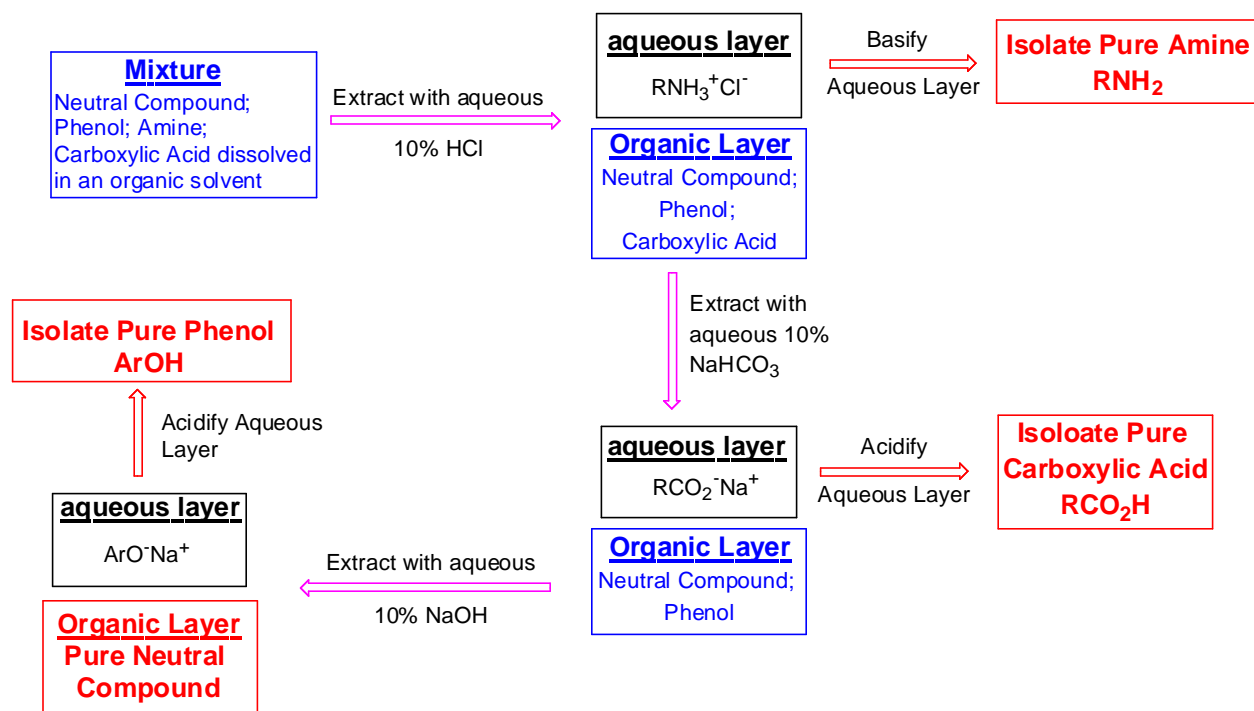 Mixture
Neutral Compound;
Phenol; Amine;
Carboxylic Acid dissolved
in an organic solvent
Extract with aqueous
10% HCl
aqueous layer
RNH₃⁺Cl⁻
Basify
Aqueous Layer
Isolate Pure Amine
RNH₂
Organic Layer
Neutral Compound;
Phenol;
Carboxylic Acid
Extract with
aqueous 10%
NaHCO₃
aqueous layer
RCO₂⁻Na⁺
Acidify
Aqueous Layer
Isoloate Pure
Carboxylic Acid
RCO₂H
Organic Layer
Neutral Compound;
Phenol
Extract with aqueous
10% NaOH
aqueous layer
ArO⁻Na⁺
Organic Layer
Pure Neutral
Compound
Acidify Aqueous
Layer
Isolate Pure Phenol
ArOH